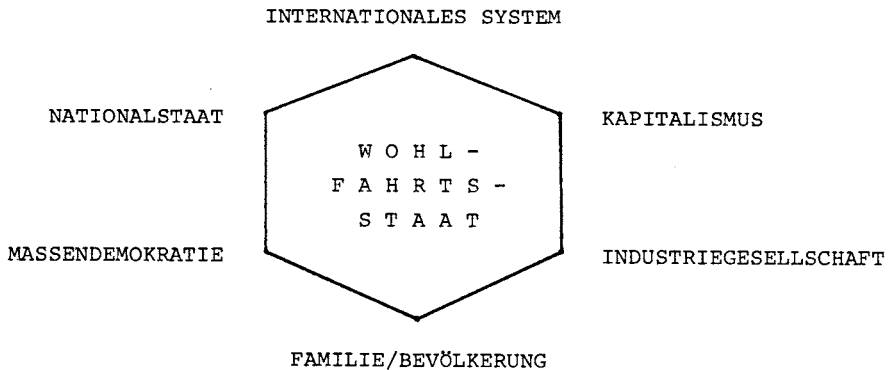 INTERNATIONALES SYSTEM
NATIONALSTAAT
KAPITALISMUS
W O H L -
F A H R T S -
S T A A T
MASSENDEMOKRATIE
INDUSTRIEGESELLSCHAFT
FAMILIE/BEVÖLKERUNG